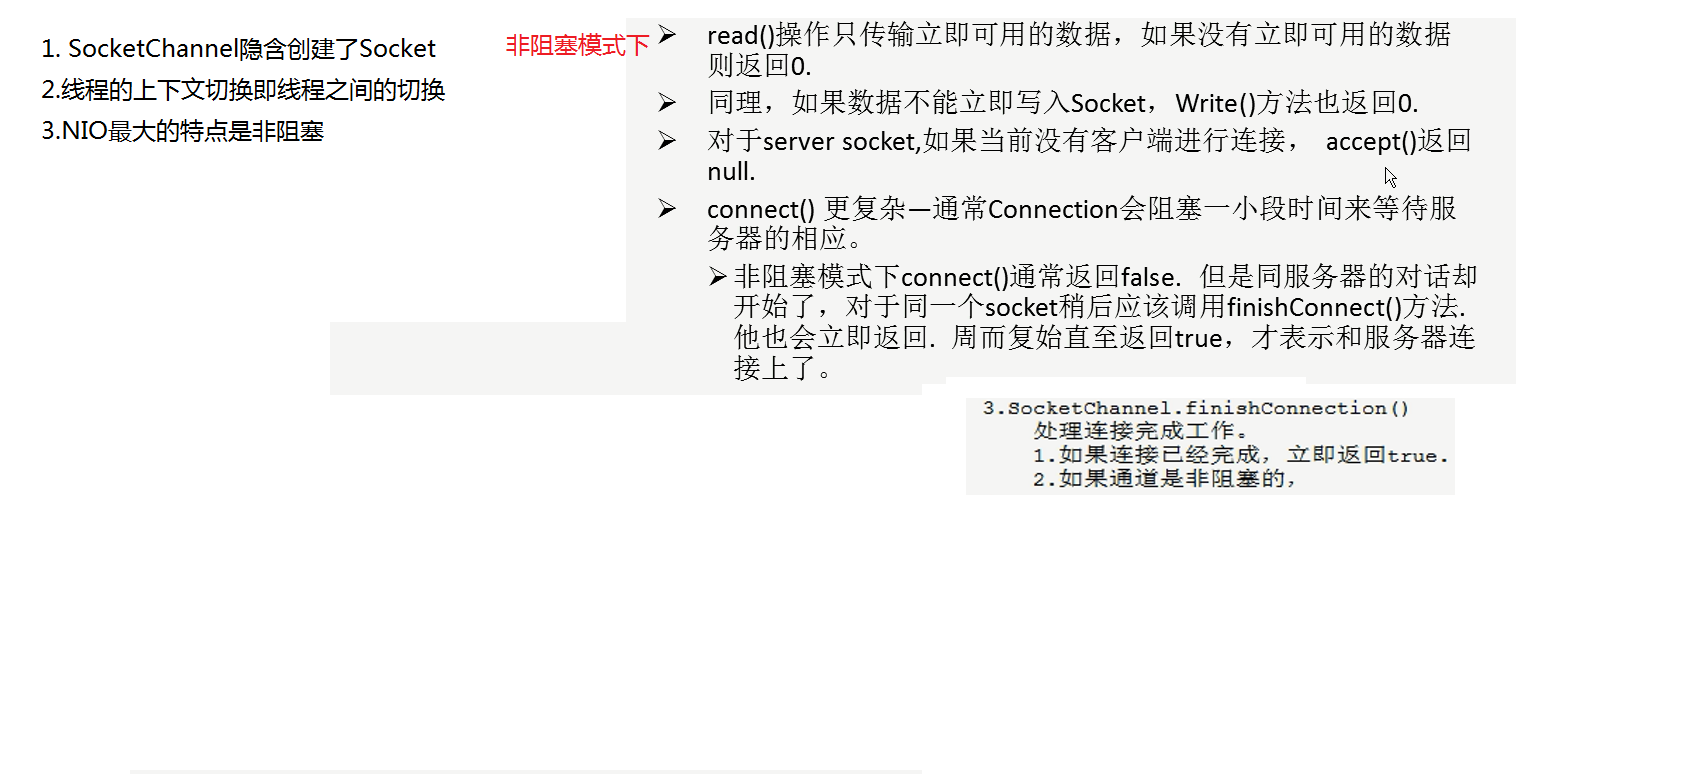 1. SocketChannel隐含创建了Socket
2.线程的上下文切换即线程之间的切换
3.NIO最大的特点是非阻塞
非阻塞模式下
➢ read()操作只传输立即可用的数据，如果没有立即可用的数据
则返回0.
➢ 同理，如果数据不能立即写入Socket，Write()方法也返回0.
➢ 对于server socket,如果当前没有客户端进行连接， accept()返回
null.
➢ connect() 更复杂—通常Connection会阻塞一小段时间来等待服
务器的相应。
➢ 非阻塞模式下connect()通常返回false. 但是同服务器的对话却
开始了，对于同一个socket稍后应该调用finishConnect()方法.
他也会立即返回. 周而复始直至返回true，才表示和服务器连
接上了。
3.SocketChannel.finishConnection()
处理连接完成工作。
1.如果连接已经完成，立即返回true.
2.如果通道是非阻塞的，